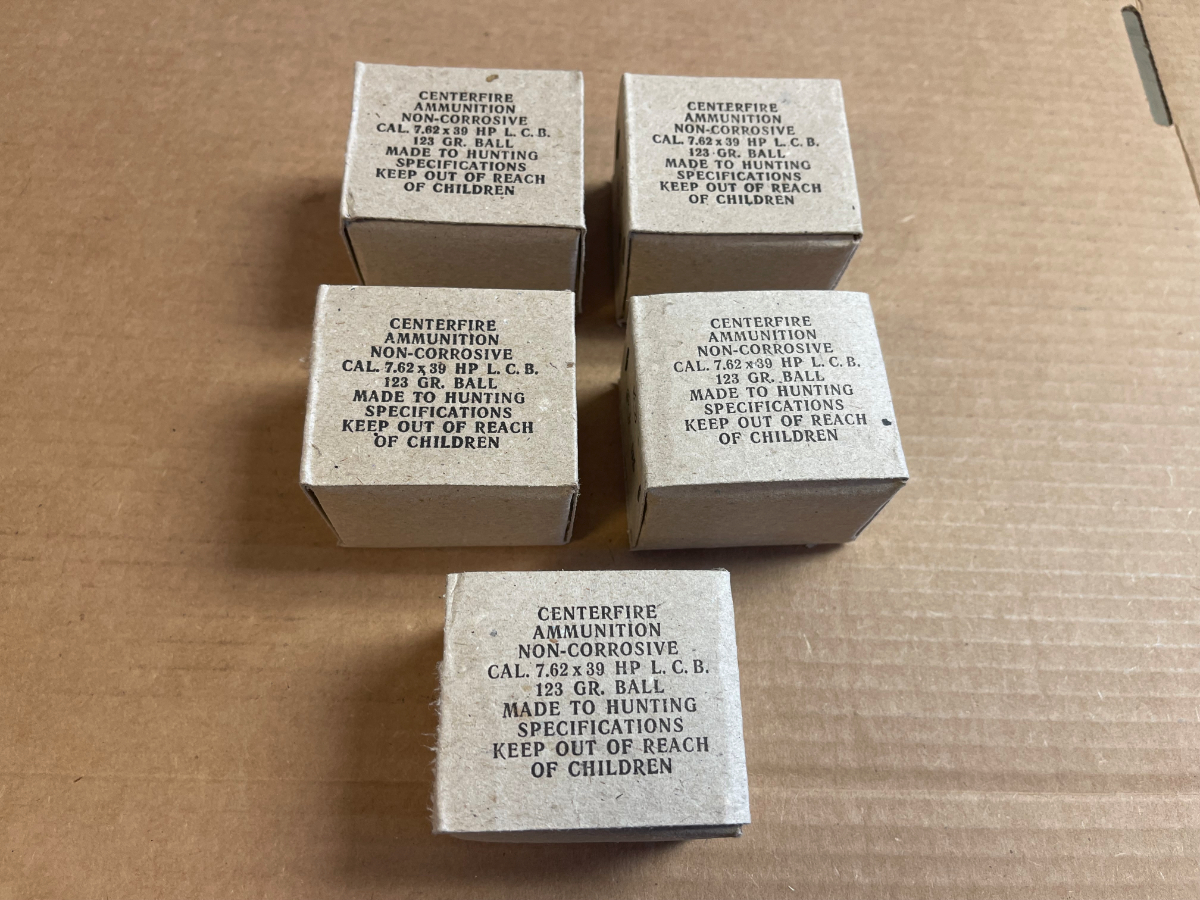 CENTERFIRE
AMMUNITION
NON-CORROSIVE
CAL. 7.62 x 39 HP L. C. B.
123 GR. BALL
MADE TO HUNTING
SPECIFICATIONS
KEEP OUT OF REACH
OF CHILDREN
CENTERFIRE
AMMUNITION
NON-CORROSIVE
CAL. 7.62 x 39 HP L. C. B.
123 GR. BALL
MADE TO HUNTING
SPECIFICATIONS
KEEP OUT OF REACH
OF CHILDREN
CENTERFIRE
AMMUNITION
NON-CORROSIVE
CAL. 7.62 x 39 HP L. C. B.
123 GR. BALL
MADE TO HUNTING
SPECIFICATIONS
KEEP OUT OF REACH
OF CHILDREN
CENTERFIRE
AMMUNITION
NON-CORROSIVE
CAL. 7.62 x 39 HP L. C. B.
123 GR. BALL
MADE TO HUNTING
SPECIFICATIONS
KEEP OUT OF REACH
OF CHILDREN
CENTERFIRE
AMMUNITION
NON-CORROSIVE
CAL. 7.62 x 39 HP L. C. B.
123 GR. BALL
MADE TO HUNTING
SPECIFICATIONS
KEEP OUT OF REACH
OF CHILDREN